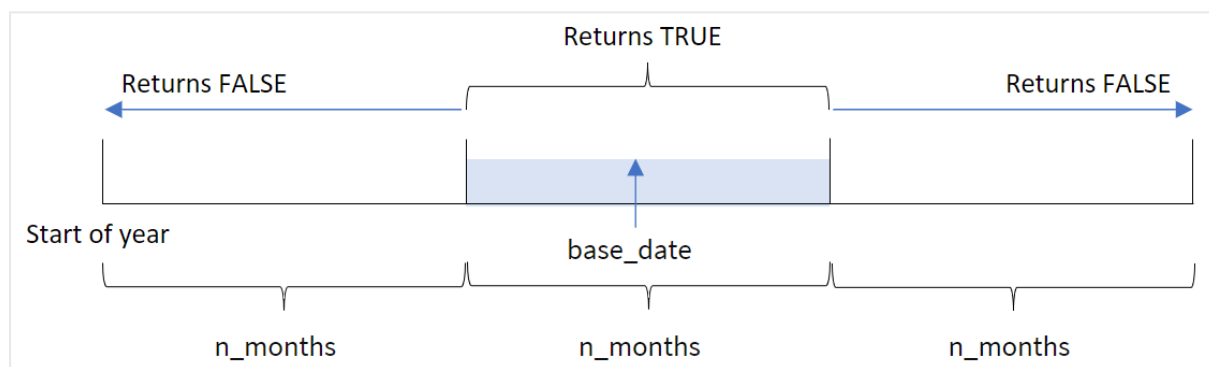 Returns TRUE
Returns FALSE
Returns FALSE
Start of year
base_date
n_months
n_months
n_months